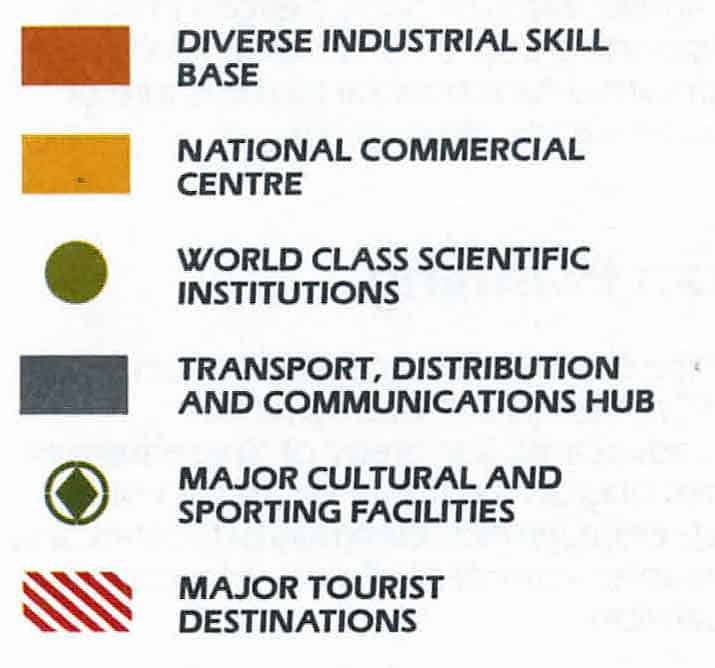 DIVERSE INDUSTRIAL SKILL
BASE
NATIONAL COMMERCIAL
CENTRE
WORLD CLASS SCIENTIFIC
INSTITUTIONS
TRANSPORT, DISTRIBUTION
AND COMMUNICATIONS HUB
MAJOR CULTURAL AND
SPORTING FACILITIES
MAJOR TOURIST
DESTINATIONS